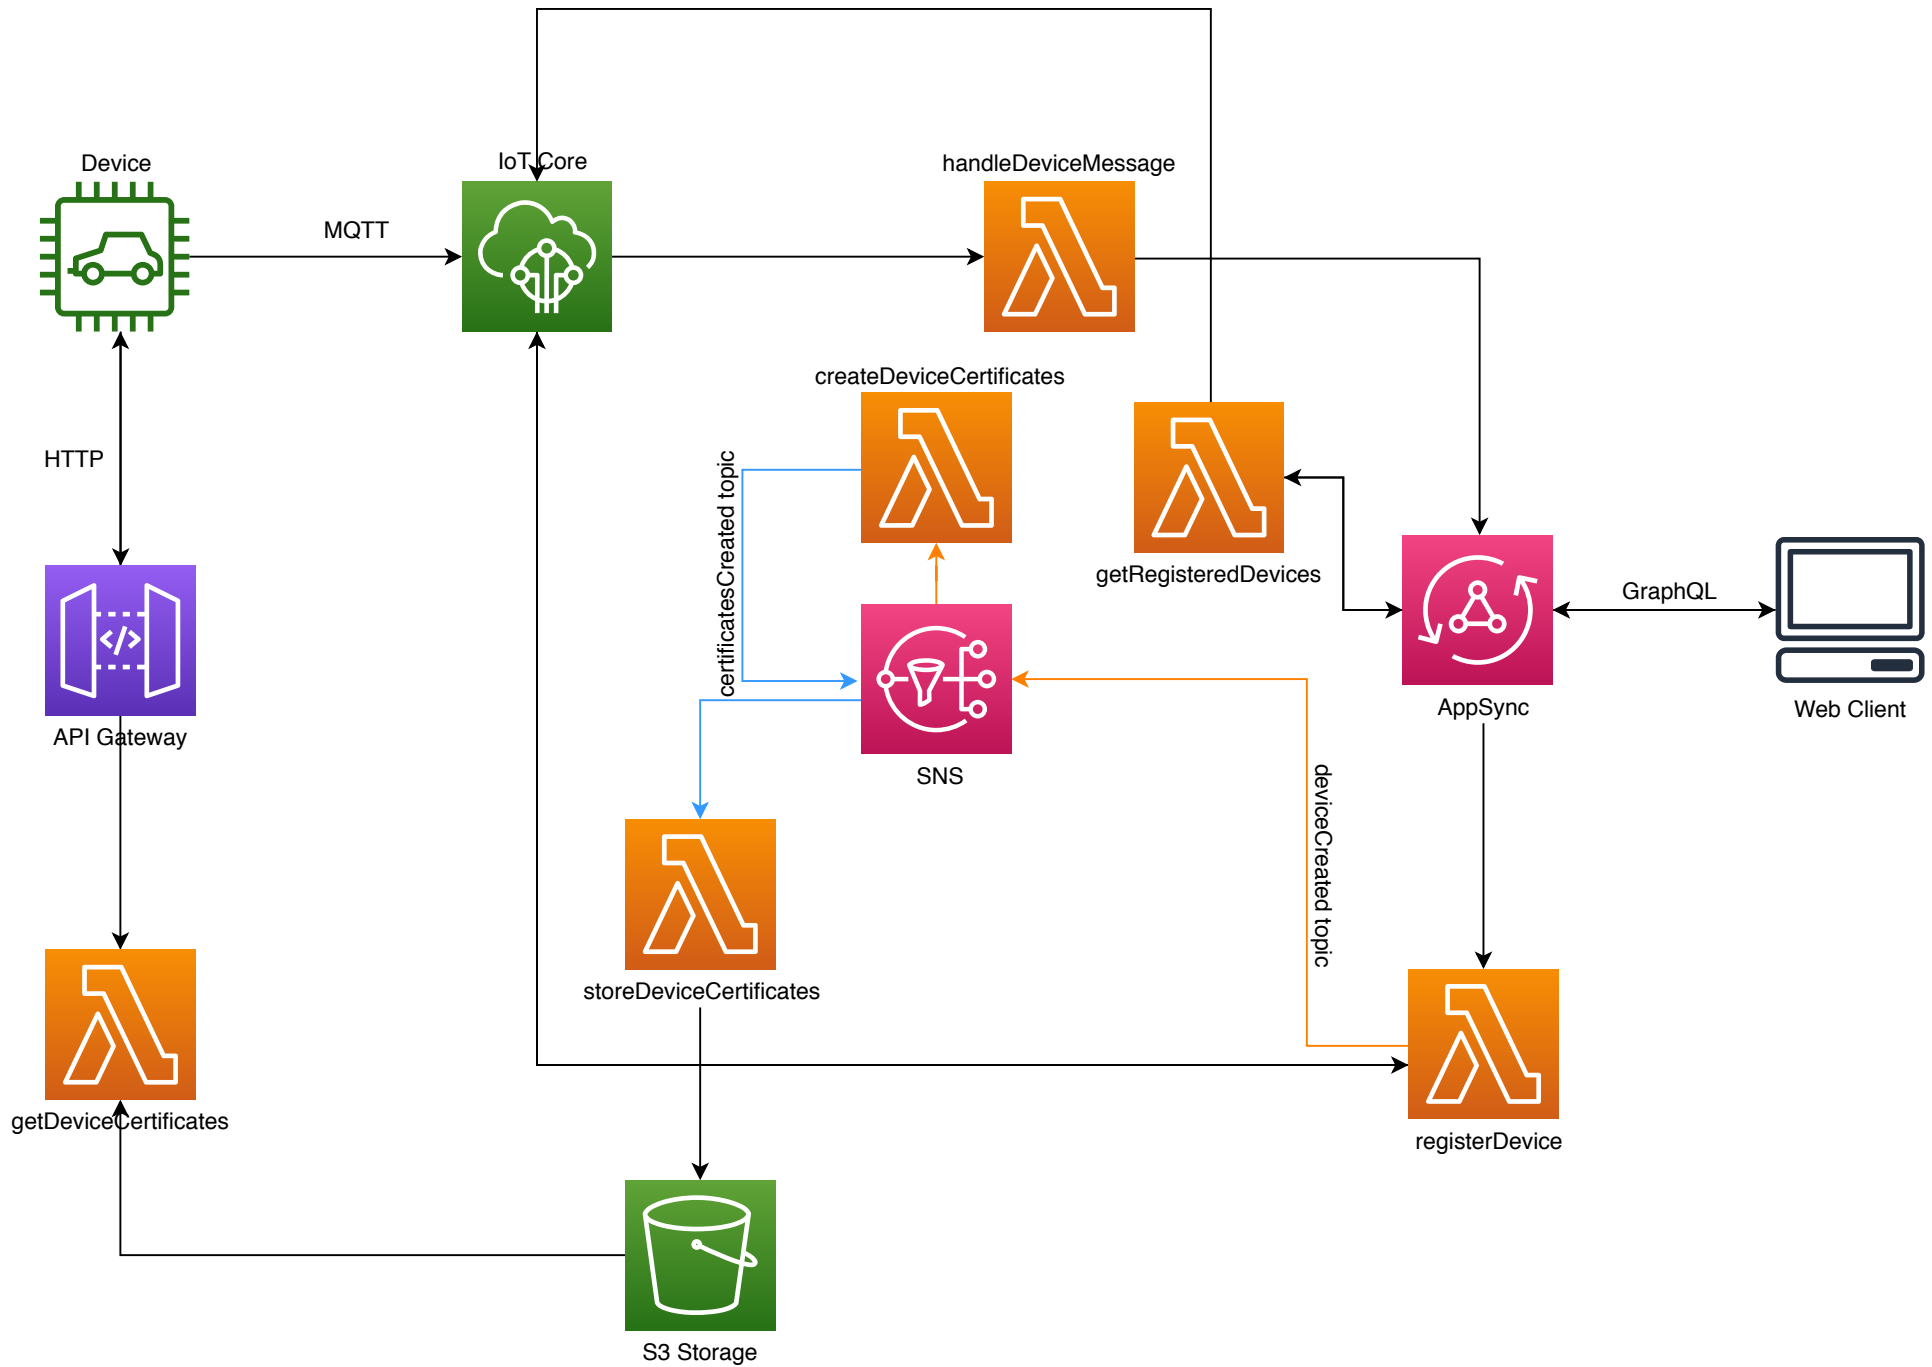 Device
IoT Core
handleDeviceMessage
MQTT
createDeviceCertificates
HTTP
certificatesCreated topic
getRegisteredDevices
GraphQL
API Gateway
AppSync
Web Client
SNS
deviceCreated topic
storeDeviceCertificates
getDeviceCertificates
registerDevice
S3 Storage